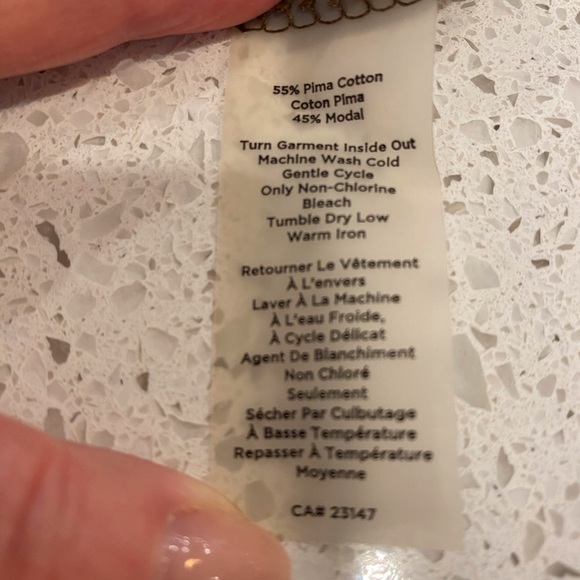 55% Pima Cotton
Coton Pima
45% Modal
Turn Garment Inside Out
Machine Wash Cold
Gentle Cycle
Only Non-Chlorine
Bleach
Tumble Dry Low
Warm Iron
Retourner Le Vêtement
À L'envers
Laver À La Machine
À L'eau Froide,
À Cycle Délicat
Agent De Blanchiment
Non Chloré
Seulement
Sécher Par Culbutage
À Basse Température
Repasser À Température
Moyenne
CA# 23147